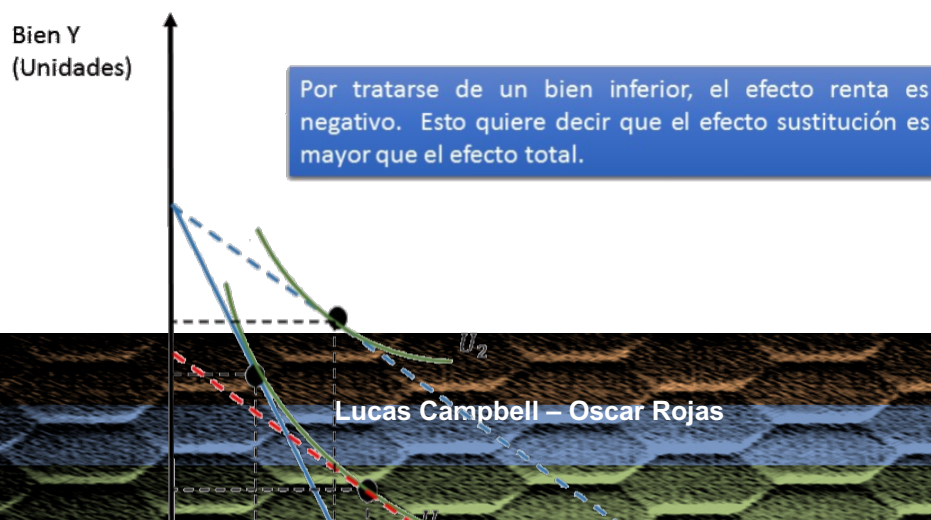 Bien Y
(Unidades)
Por tratarse de un bien inferior, el efecto renta es
negativo. Esto quiere decir que el efecto sustitución es
mayor que el efecto total.
U₂
Lucas Campbell – Oscar Rojas